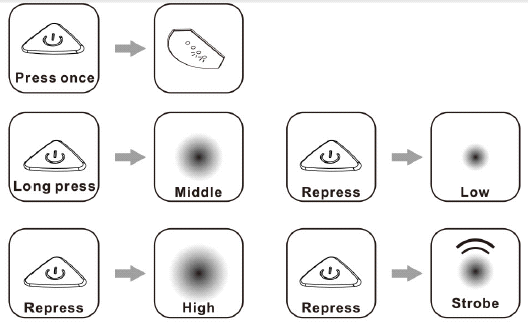 Press once
Long press
Middle
Repress
Low
Repress
High
Repress
Strobe